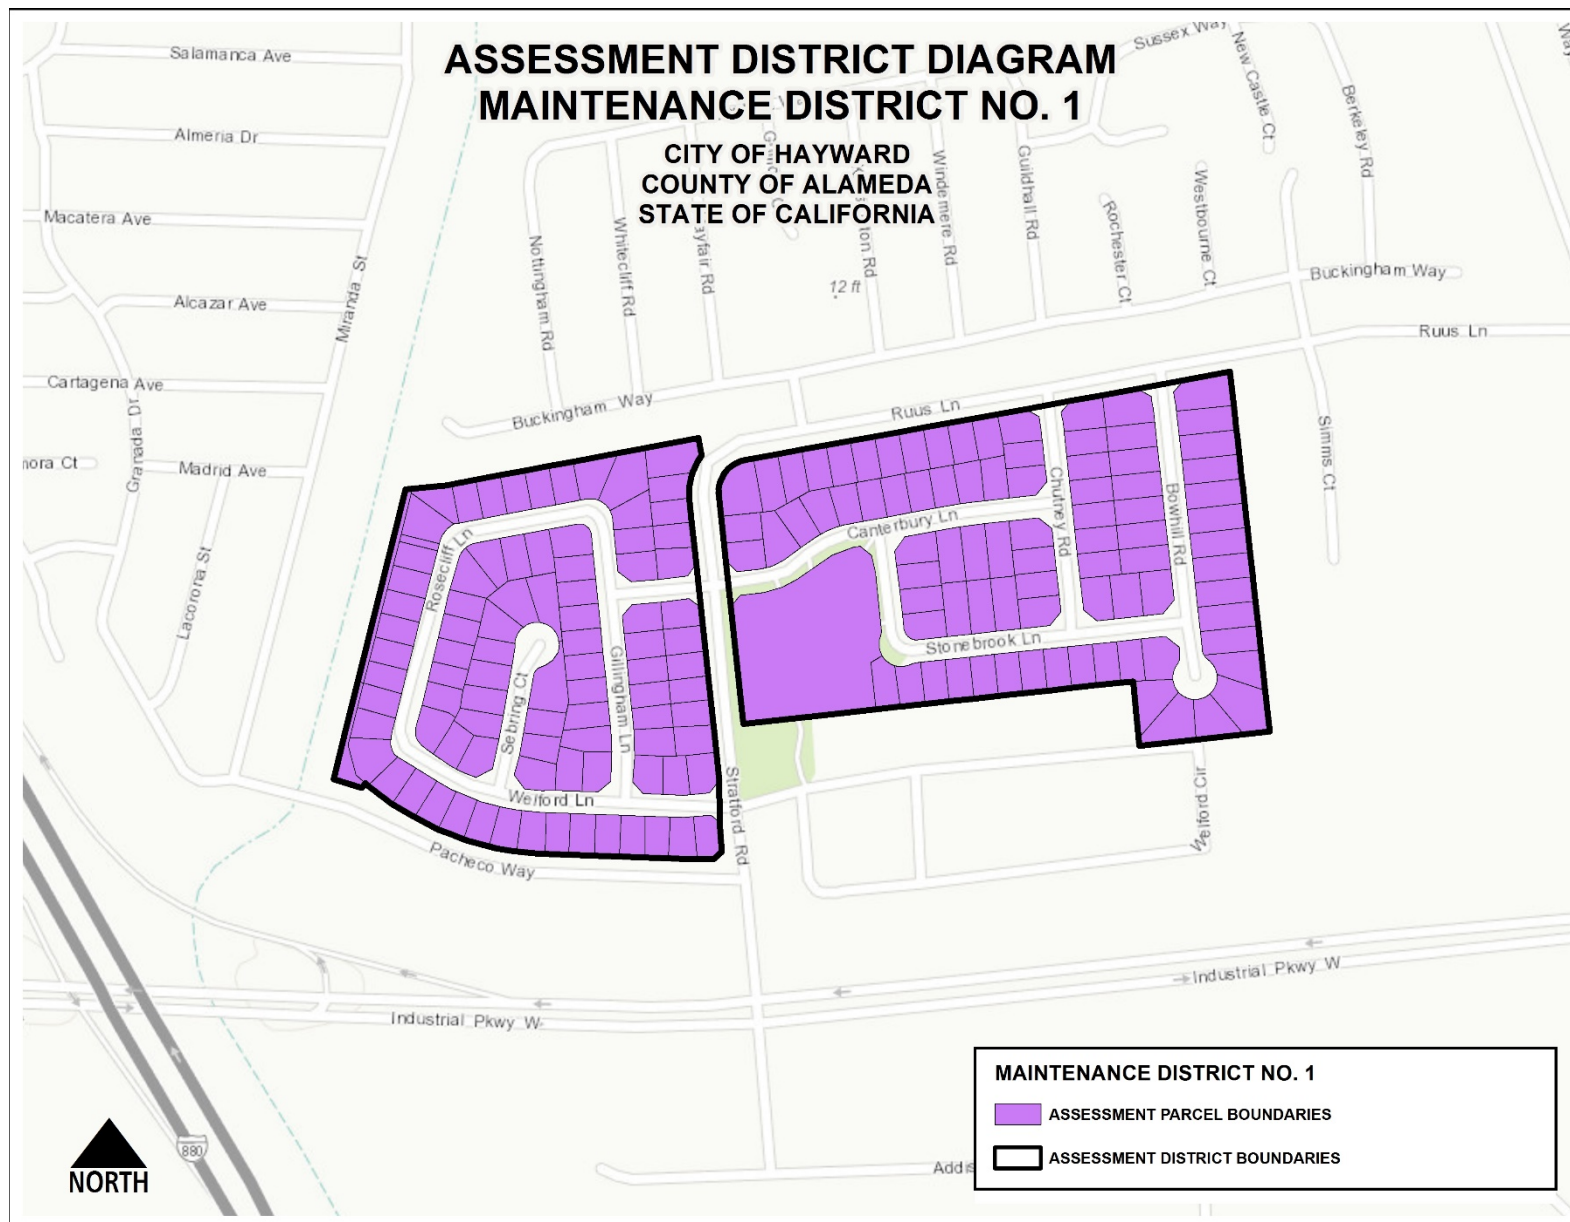 ASSESSMENT DISTRICT DIAGRAM
MAINTENANCE DISTRICT NO. 1
CITY OF HAYWARD
COUNTY OF ALAMEDA
STATE OF CALIFORNIA
Salamanca Ave
Almeria Dr
Macatera Ave
Alcazar Ave
Cartagena Ave
Madrid Ave
Granada Dr
Miranda St
Lacorona St
Sussex Way
New Castle Ct
Berkeley Rd
Nottingham Rd
Whitecliff Rd
Windemere Rd
Guildhall Rd
Rochester Ct
Westbourne Ct
12 ft
Buckingham Way
Buckingham Way
Ruus Ln
Ruus Ln
Simms Ct
Rosecliff Ln
Sebring Ct
Gillingham Ln
Canterbury Ln
Chutney Rd
Bowhill Rd
Stonebrook Ln
Stratford Rd
Welford Ln
Welford Cir
Pacheco Way
Industrial Pkwy W
Industrial Pkwy W
880
NORTH
MAINTENANCE DISTRICT NO. 1
ASSESSMENT PARCEL BOUNDARIES
ASSESSMENT DISTRICT BOUNDARIES